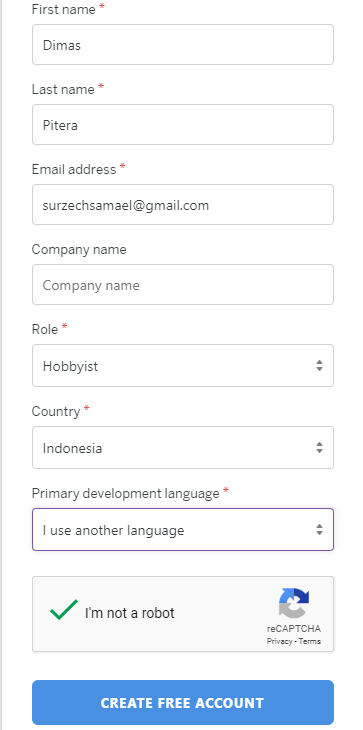 First name *
Dimas
Last name *
Pitera
Email address *
surzechsamael@gmail.com
Company name
Company name
Role *
Hobbyist
Country *
Indonesia
Primary development language *
I use another language
I'm not a robot
reCAPTCHA
Privacy - Terms
CREATE FREE ACCOUNT